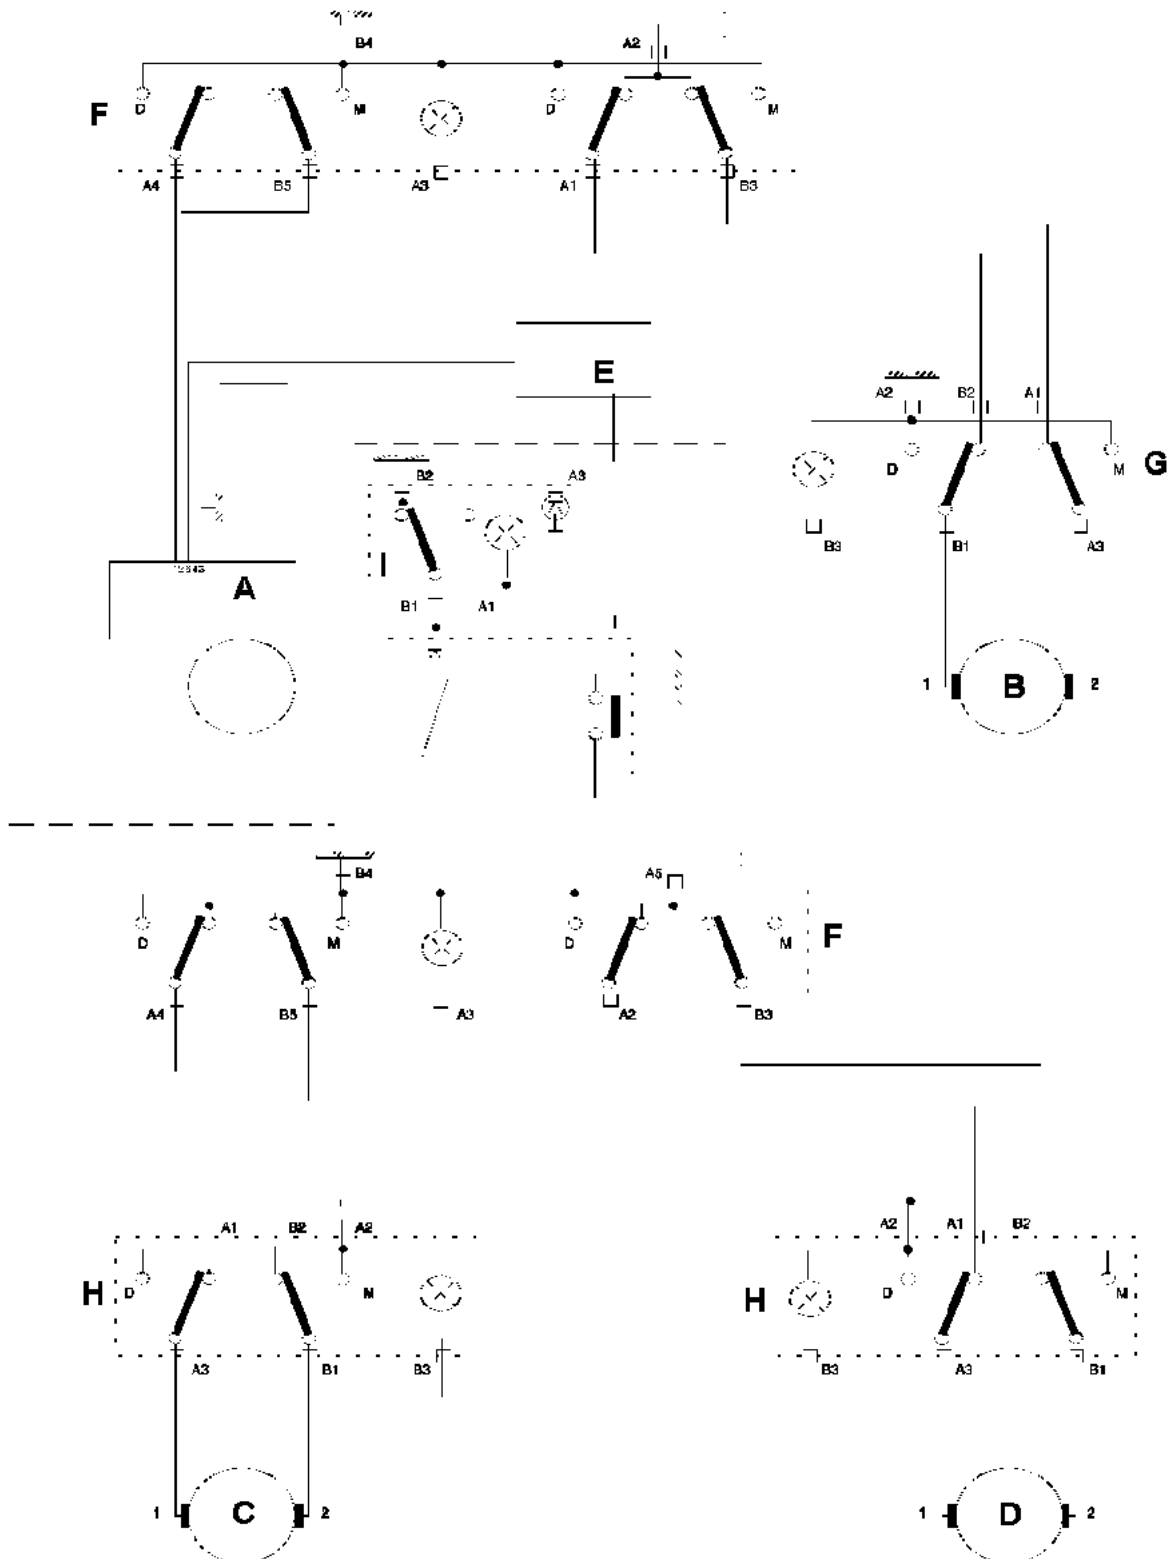 B4 A2
F D M D M
A4 B5 A3 A1 B3
E
A2 B2 A1
B2 A3 D M G
B3 B1 A3
I
A
B1 A1
1 B 2
B4 A5
D M D M F
A4 B5 A3 A2 B3
A1 B2 A2 A2 A1 B2
H D M H D M
A3 B1 B3 B3 A3 B1
1 C 2 1 D 2